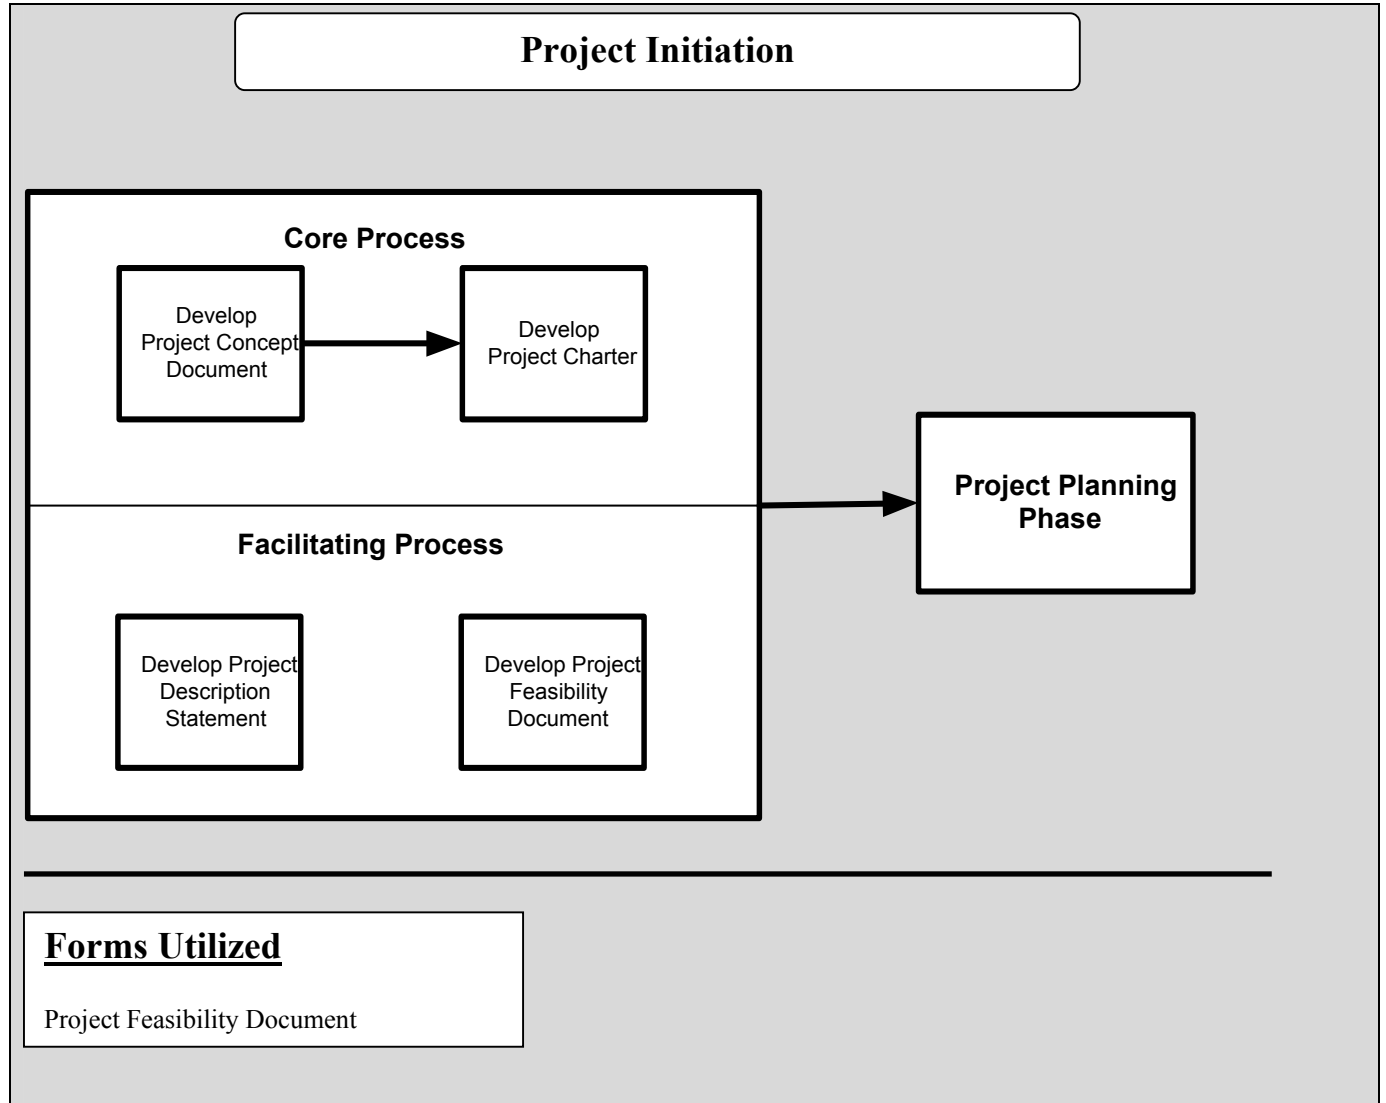 Project Initiation
Core Process
Develop
Project Concept
Document
Develop
Project Charter
Project Planning
Phase
Facilitating Process
Develop Project
Description
Statement
Develop Project
Feasibility
Document
Forms Utilized
Project Feasibility Document